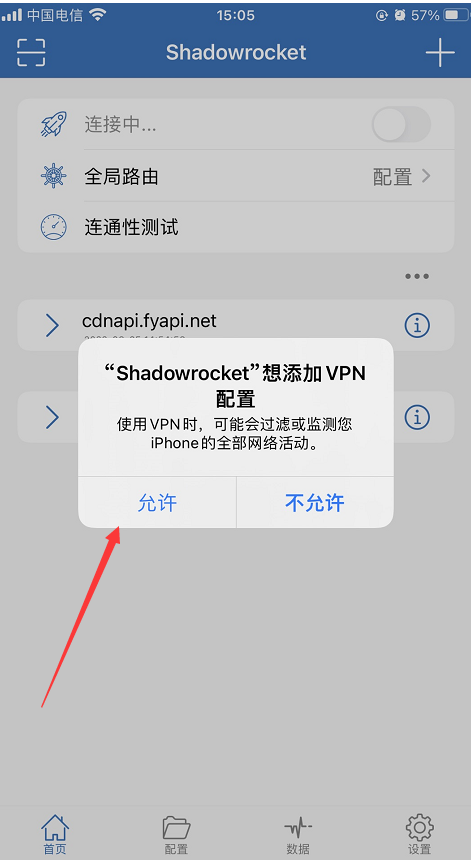 中国电信 15:05 57%
Shadowrocket
连接中...
全局路由 配置
连通性测试
cdnapi.fyapi.net
“Shadowrocket”想添加 VPN
配置
使用 VPN 时，可能会过滤或监测您
iPhone 的全部网络活动。
允许 不允许
首页 配置 数据 设置